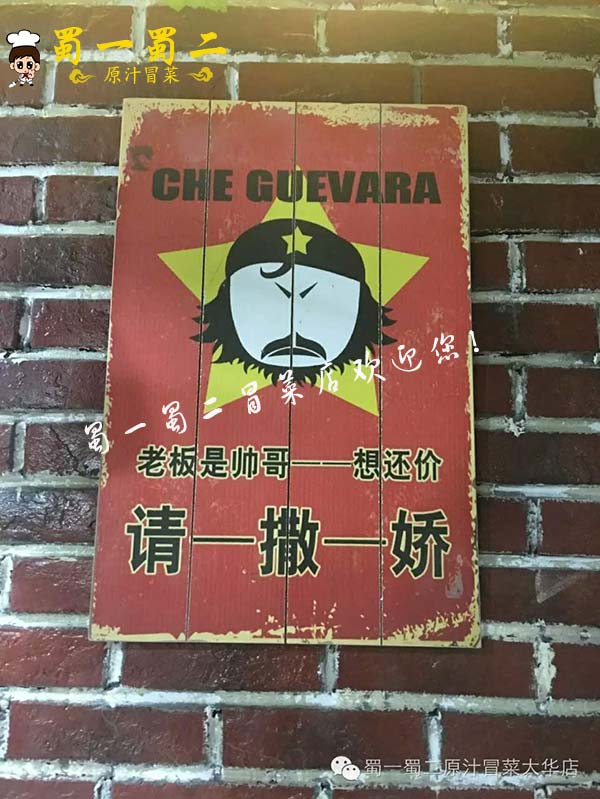 蜀一蜀二
原汁冒菜
CHE GUEVARA
蜀一蜀二冒菜店欢迎您!
老板是帅哥——想还价
请—撒—娇
蜀一蜀二原汁冒菜大华店